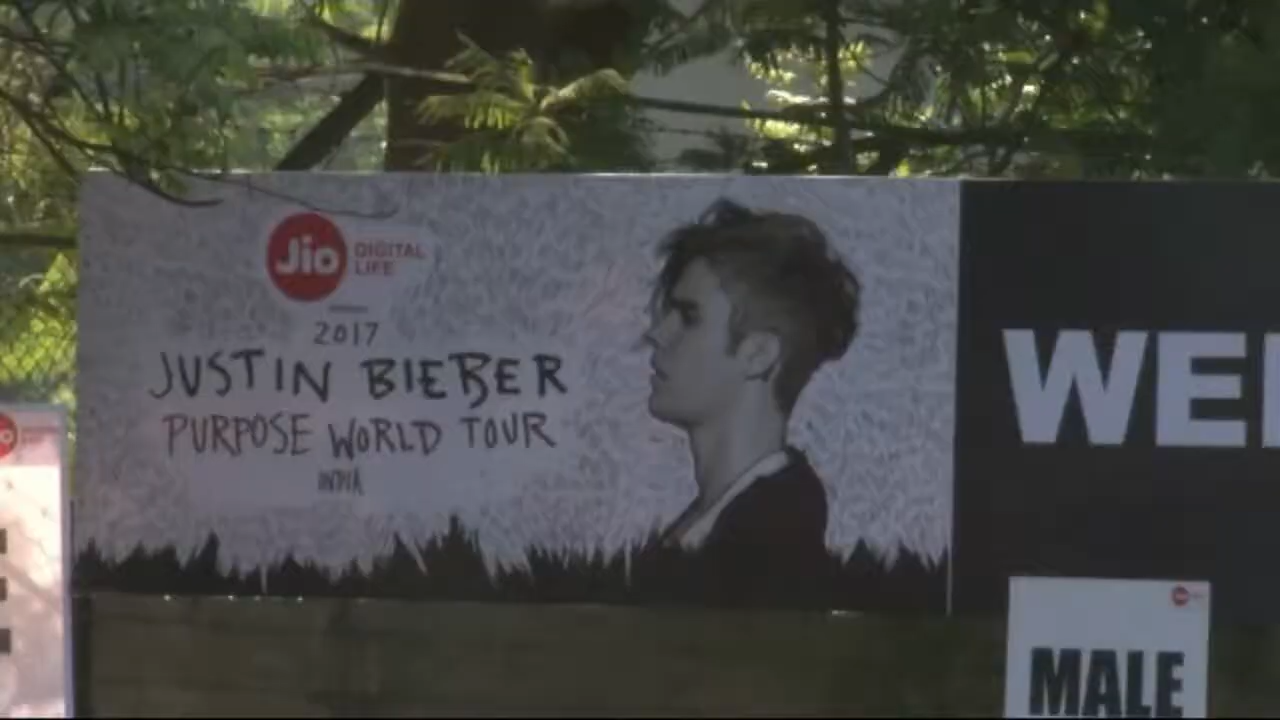 Jio
DIGITAL
LIFE
2017
JUSTIN BIEBER
PURPOSE WORLD TOUR
INDIA
WE
MALE